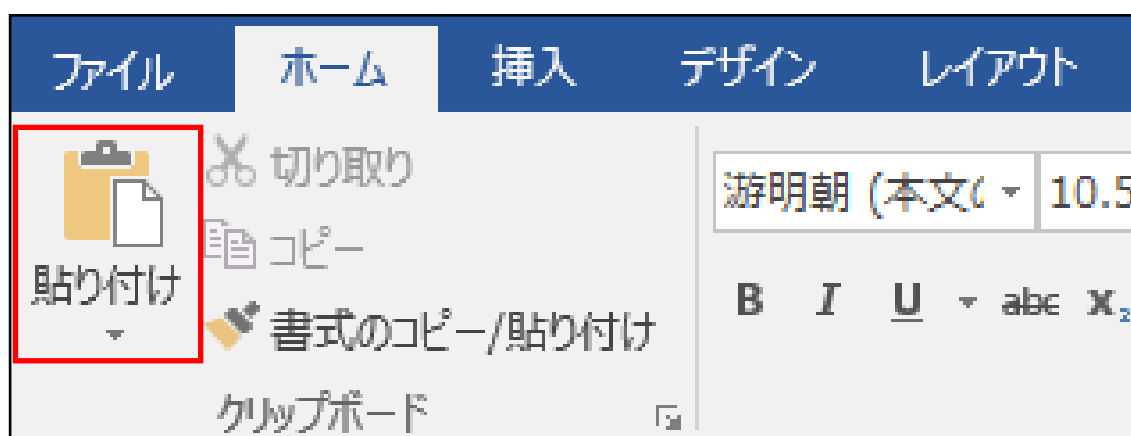 ファイル ホーム 挿入 デザイン レイアウト
切り取り
コピー
貼り付け
書式のコピー/貼り付け
クリップボード
游明朝 (本文の 10.5
B I U abc X₂